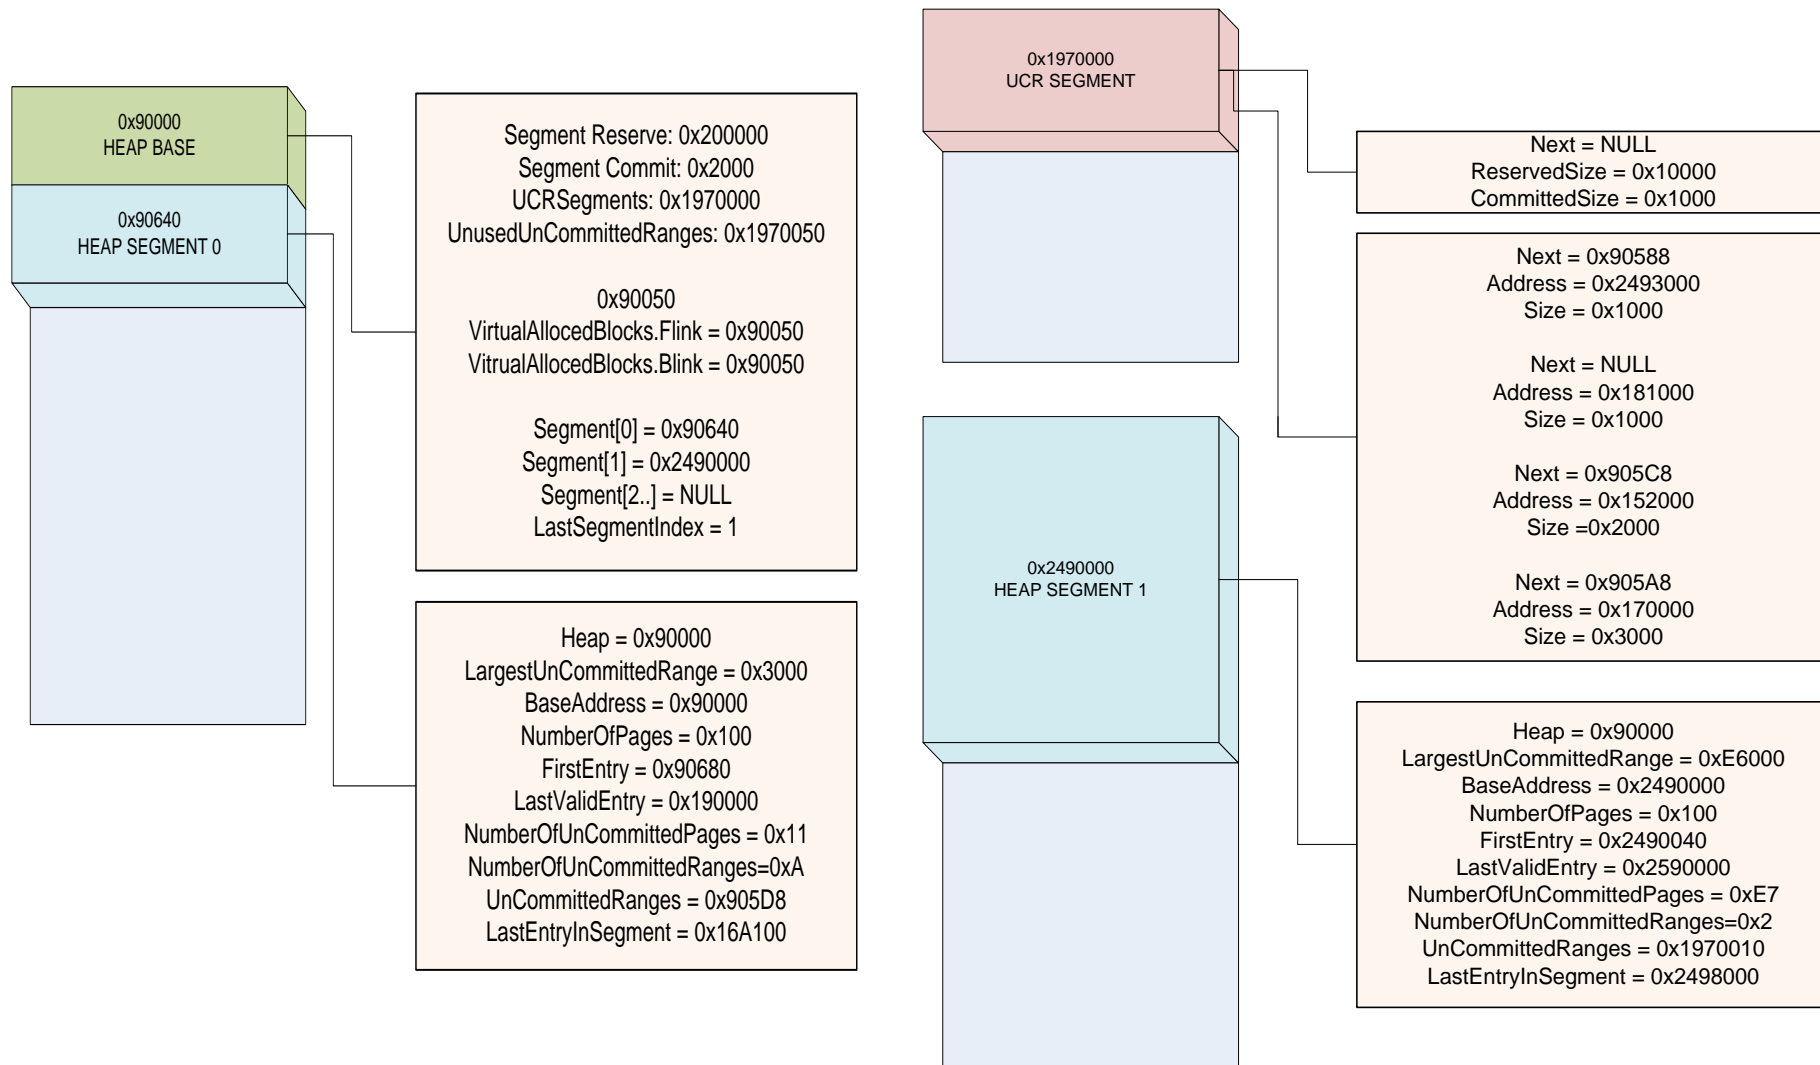 0x90000
HEAP BASE
0x90640
HEAP SEGMENT 0
Segment Reserve: 0x200000
Segment Commit: 0x2000
UCRSegments: 0x1970000
UnusedUnCommittedRanges: 0x1970050
0x90050
VirtualAllocedBlocks.Flink = 0x90050
VitrualAllocedBlocks.Blink = 0x90050
Segment[0] = 0x90640
Segment[1] = 0x2490000
Segment[2..] = NULL
LastSegmentIndex = 1
Heap = 0x90000
LargestUnCommittedRange = 0x3000
BaseAddress = 0x90000
NumberOfPages = 0x100
FirstEntry = 0x90680
LastValidEntry = 0x190000
NumberOfUnCommittedPages = 0x11
NumberOfUnCommittedRanges=0xA
UnCommittedRanges = 0x905D8
LastEntryInSegment = 0x16A100
0x1970000
UCR SEGMENT
Next = NULL
ReservedSize = 0x10000
CommittedSize = 0x1000
Next = 0x90588
Address = 0x2493000
Size = 0x1000
Next = NULL
Address = 0x181000
Size = 0x1000
Next = 0x905C8
Address = 0x152000
Size =0x2000
Next = 0x905A8
Address = 0x170000
Size = 0x3000
0x2490000
HEAP SEGMENT 1
Heap = 0x90000
LargestUnCommittedRange = 0xE6000
BaseAddress = 0x2490000
NumberOfPages = 0x100
FirstEntry = 0x2490040
LastValidEntry = 0x2590000
NumberOfUnCommittedPages = 0xE7
NumberOfUnCommittedRanges=0x2
UnCommittedRanges = 0x1970010
LastEntryInSegment = 0x2498000